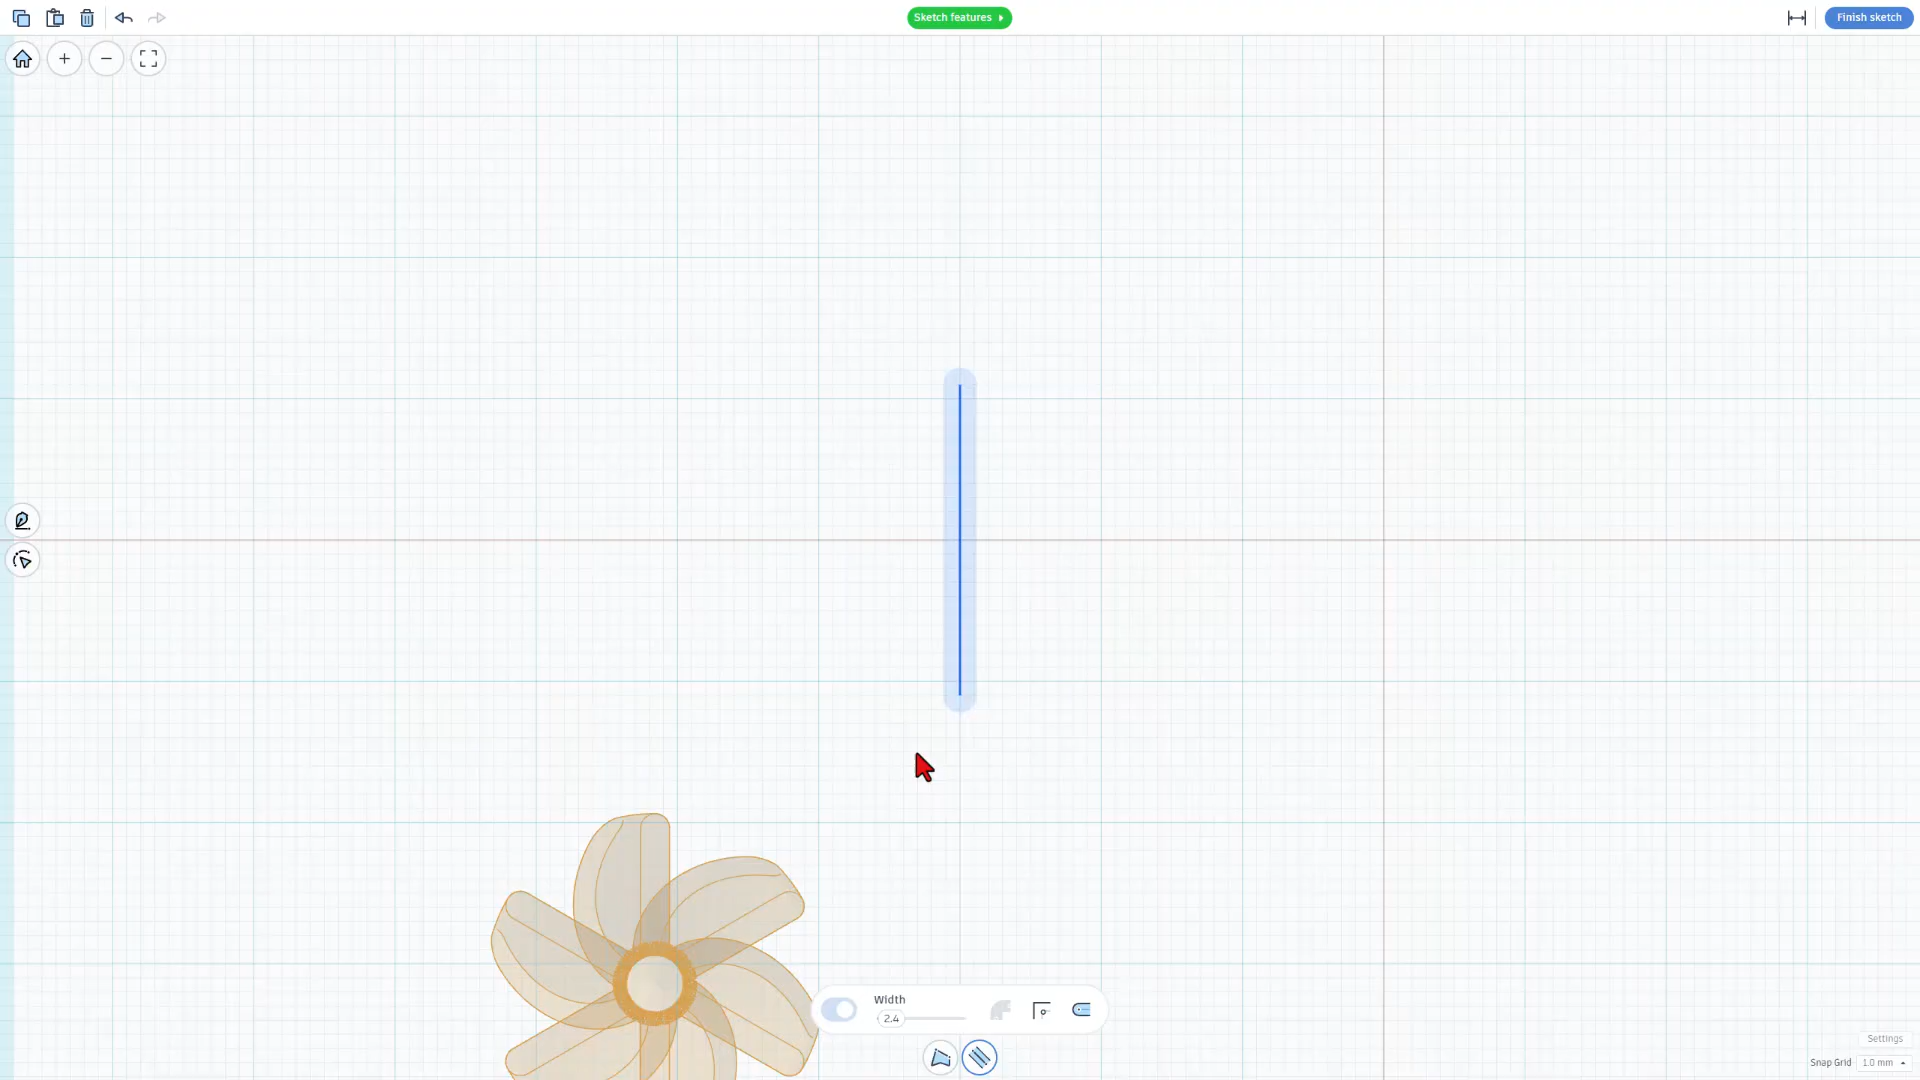 Sketch features
Finish sketch
Width
2.4
Settings
Snap Grid 1.0 mm